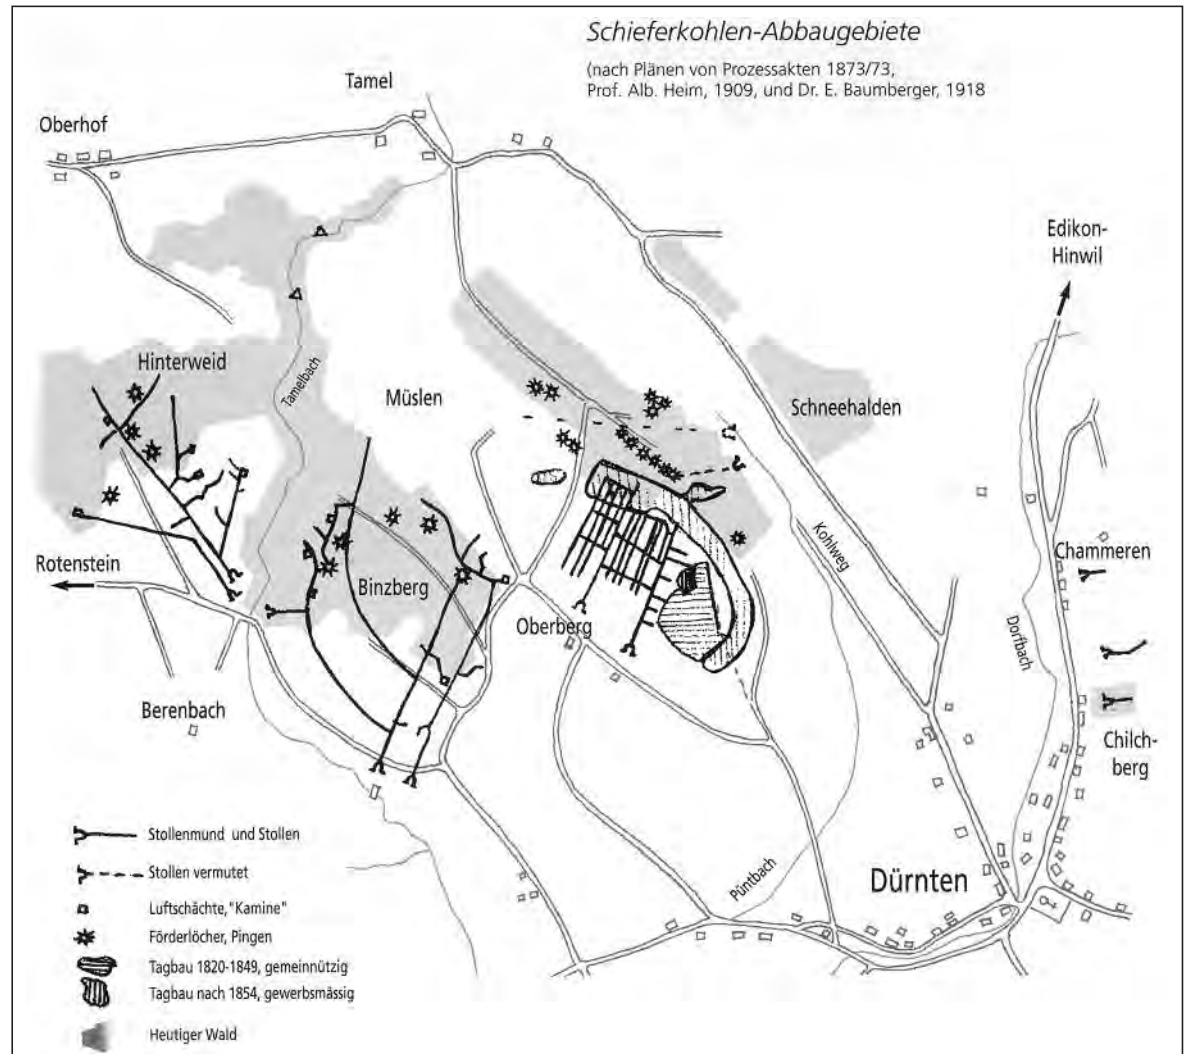 Schieferkohlen-Abbaugebiete
(nach Plänen von Prozessakten 1873/73,
Prof. Alb. Heim, 1909, und Dr. E. Baumberger, 1918
Tamel
Oberhof
Edikon-
Hinwil
Hinterweid
Tamelbach
Müslen
Schneehalden
Kohlweg
Chammeren
Rotenstein
Binzberg
Oberberg
Dorfbach
Berenbach
Chilch-
berg
Püntbach
Dürnten
Stollenmund und Stollen
Stollen vermutet
Luftschächte,"Kamine"
Förderlöcher, Pingen
Tagbau 1820-1849, gemeinnützig
Tagbau nach 1854, gewerbsmässig
Heutiger Wald